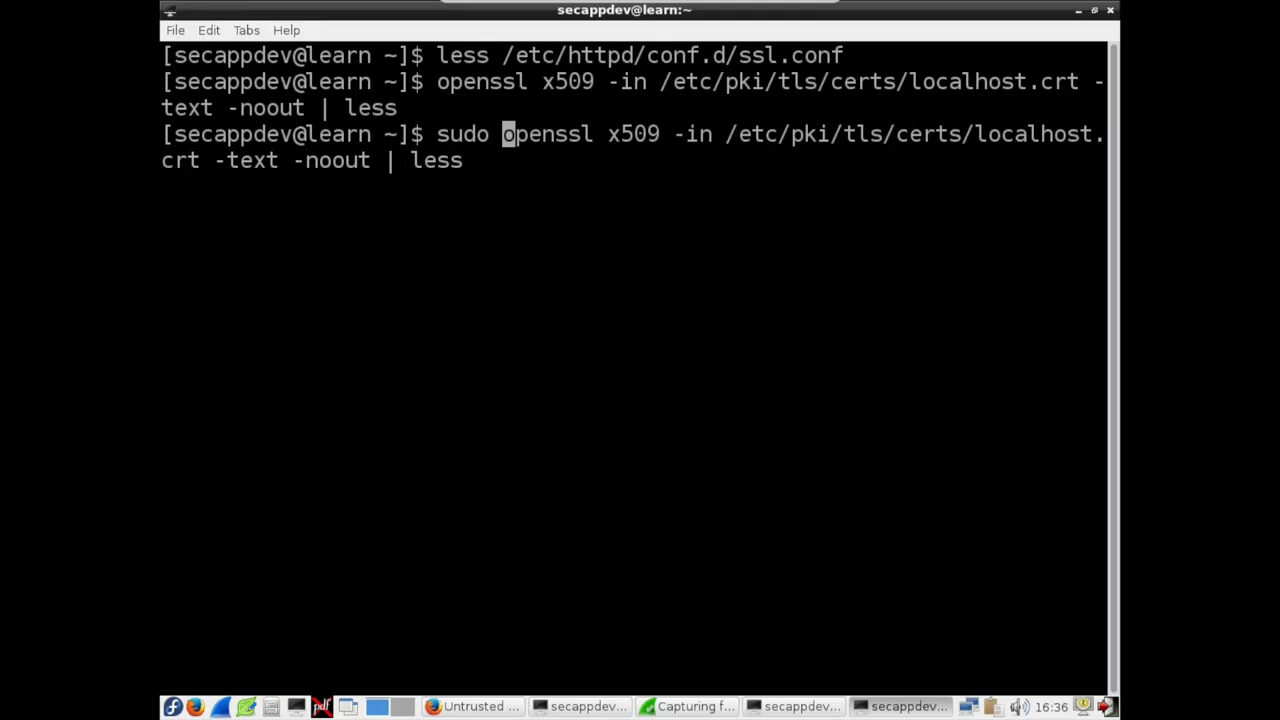 secappdev@learn:~
File Edit Tabs Help
[secappdev@learn ~]$ less /etc/httpd/conf.d/ssl.conf
[secappdev@learn ~]$ openssl x509 -in /etc/pki/tls/certs/localhost.crt -
text -noout | less
[secappdev@learn ~]$ sudo openssl x509 -in /etc/pki/tls/certs/localhost.
crt -text -noout | less
pdf Untrusted ... secappdev... Capturing f... secappdev... secappdev... 16:36